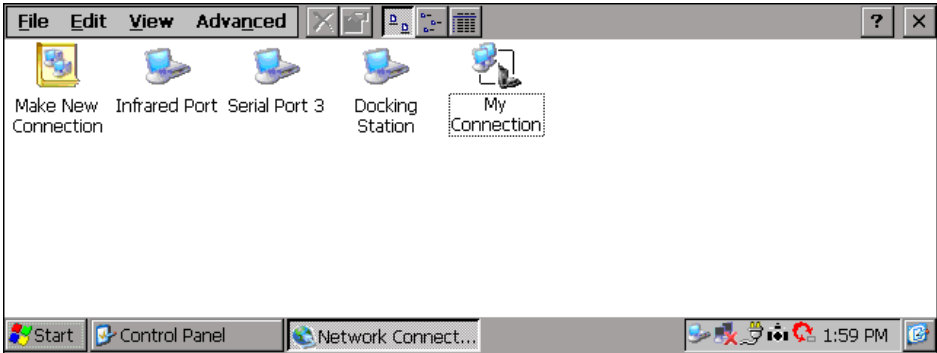 File Edit View Advanced ? ×
Make New Connection
Infrared Port
Serial Port 3
Docking Station
My Connection
Start Control Panel Network Connect... 1:59 PM